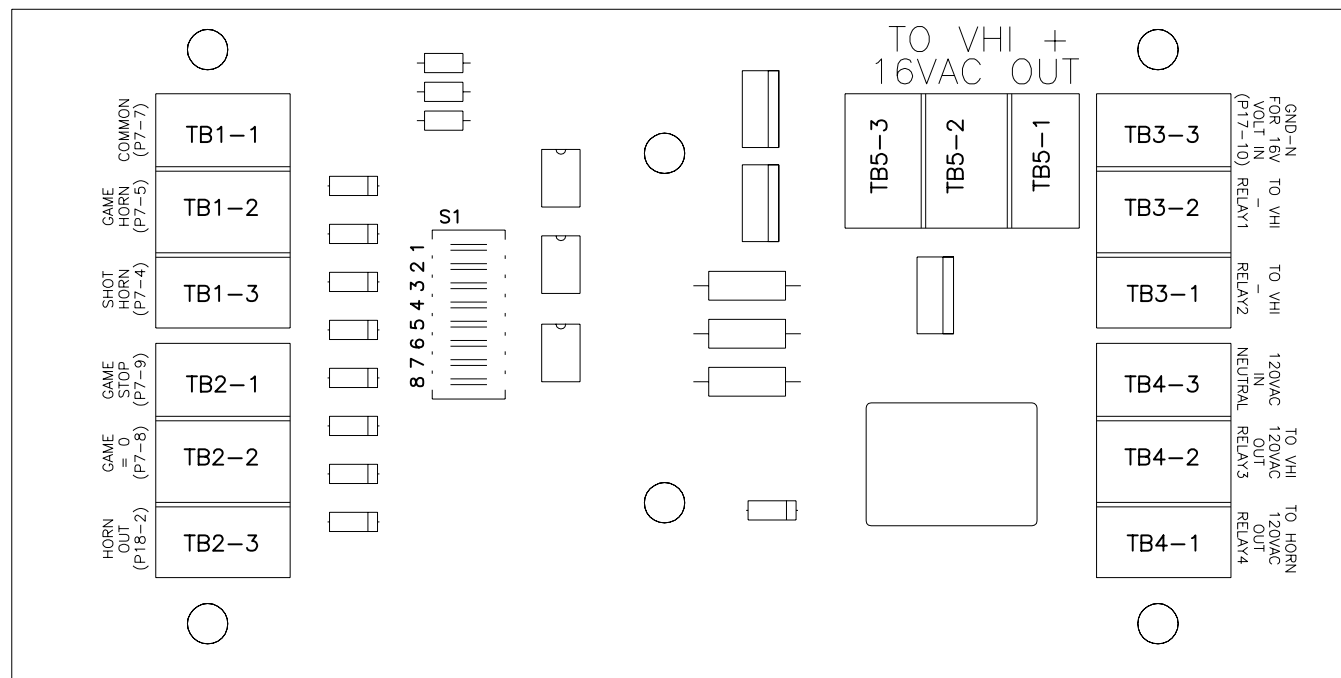 TO VHI +
16VAC OUT
COMMON
(P7-7)
TB1-1
GAME
HORN
(P7-5)
TB1-2
SHOT
HORN
(P7-4)
TB1-3
GAME
STOP
(P7-9)
TB2-1
GAME
= 0
(P7-8)
TB2-2
HORN
OUT
(P18-2)
TB2-3
S1
8 7 6 5 4 3 2 1
TB5-3
TB5-2
TB5-1
TB3-3
GND-N
FOR 16V
VOLT IN
(P17-10)
TB3-2
TO VHI
-
RELAY1
TB3-1
TO VHI
-
RELAY2
TB4-3
120VAC
IN
NEUTRAL
TB4-2
TO VHI
120VAC
OUT
RELAY3
TB4-1
TO HORN
120VAC
OUT
RELAY4